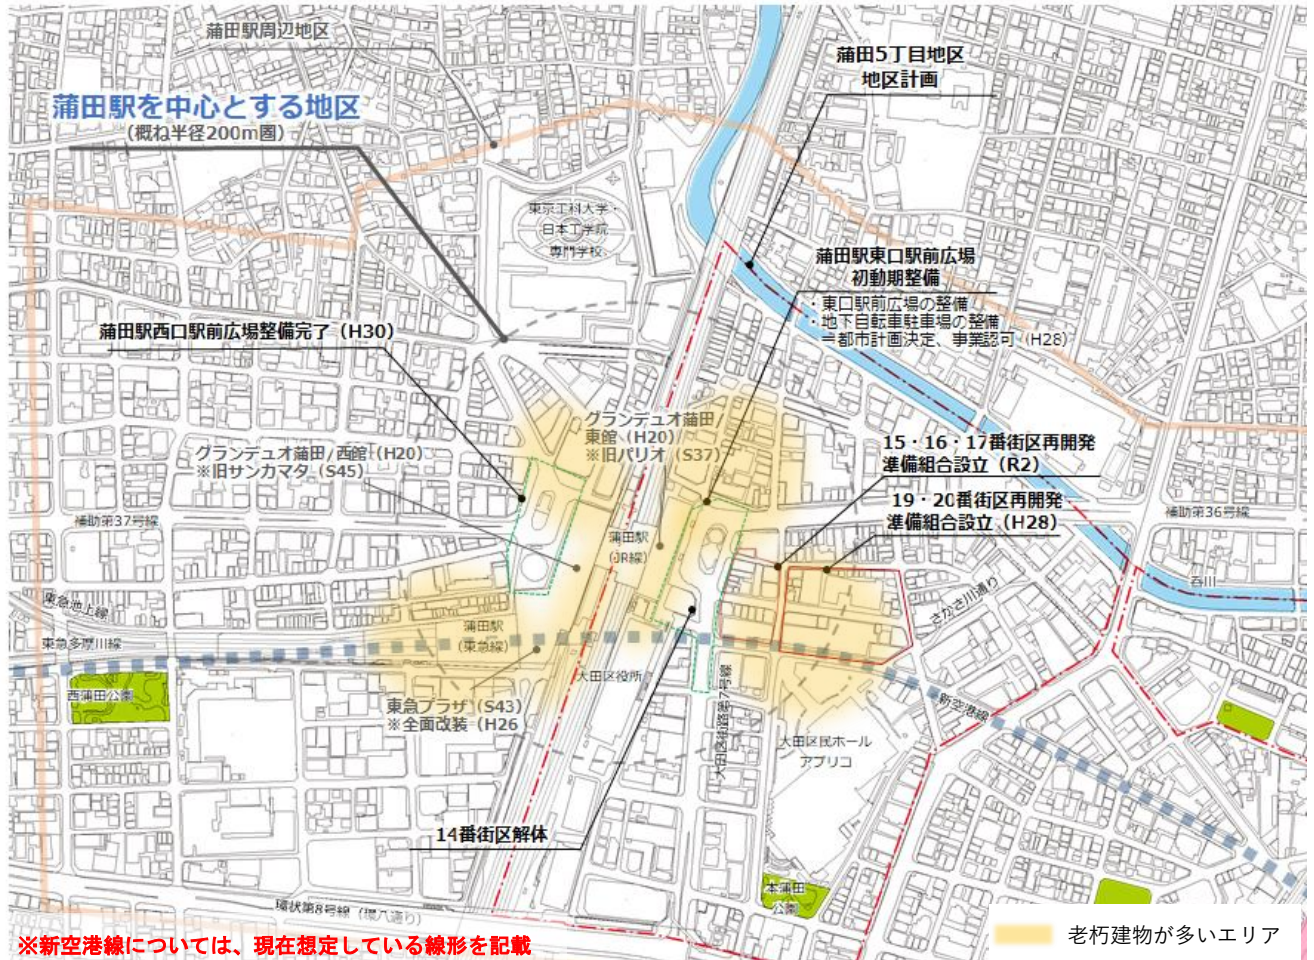 蒲田駅周辺地区
蒲田駅を中心とする地区
（概ね半径200m圏）
蒲田5丁目地区
地区計画
東京工科大学・
日本工学院
専門学校
蒲田駅東口駅前広場
初動期整備
・東口駅前広場の整備
・地下自転車駐車場の整備
＝都市計画決定、事業認可（H28）
蒲田駅西口駅前広場整備完了（H30）
グランデュオ蒲田/
東館（H20）
※旧パリオ（S37）
グランデュオ蒲田/西館（H20）
※旧サンカマタ（S45）
15・16・17番街区再開発
準備組合設立（R2）
19・20番街区再開発
準備組合設立（H28）
補助第37号線
補助第36号線
蒲田駅
（JR線）
呑川
さかさ川通り
東急池上線
東急多摩川線
蒲田駅
（東急線）
大田区役所
西蒲田公園
東急プラザ（S43）
※全面改装（H26
大田区街路第7号線
新空港線
大田区民ホール
アプリコ
14番街区解体
本蒲田
公園
環状第8号線（環八通り）
※新空港線については、現在想定している線形を記載
老朽建物が多いエリア